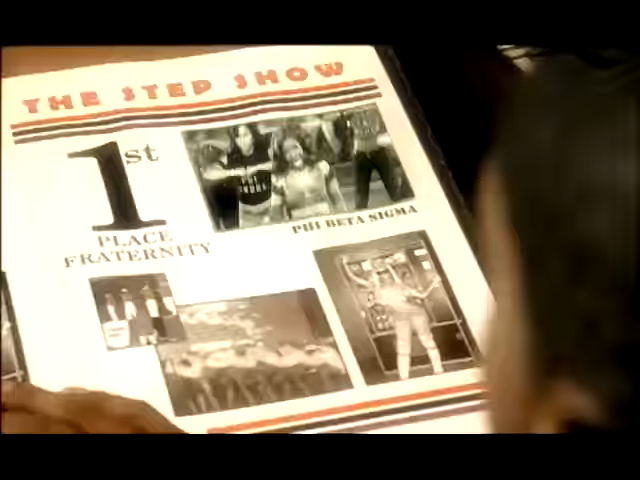 THE STEP SHOW
1st
PLACE
FRATERNITY
PHI BETA SIGMA